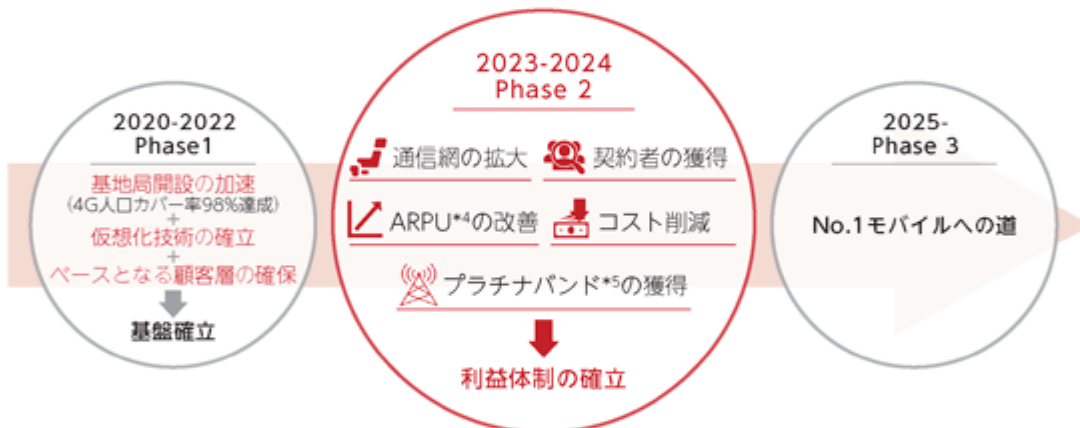 2020-2022
Phase1
基地局開設の加速
(4G人口カバー率98%達成)
+
仮想化技術の確立
+
ベースとなる顧客層の確保
基盤確立
2023-2024
Phase 2
通信網の拡大
契約者の獲得
ARPU*4の改善
コスト削減
プラチナバンド*5の獲得
利益体制の確立
2025-
Phase 3
No.1モバイルへの道